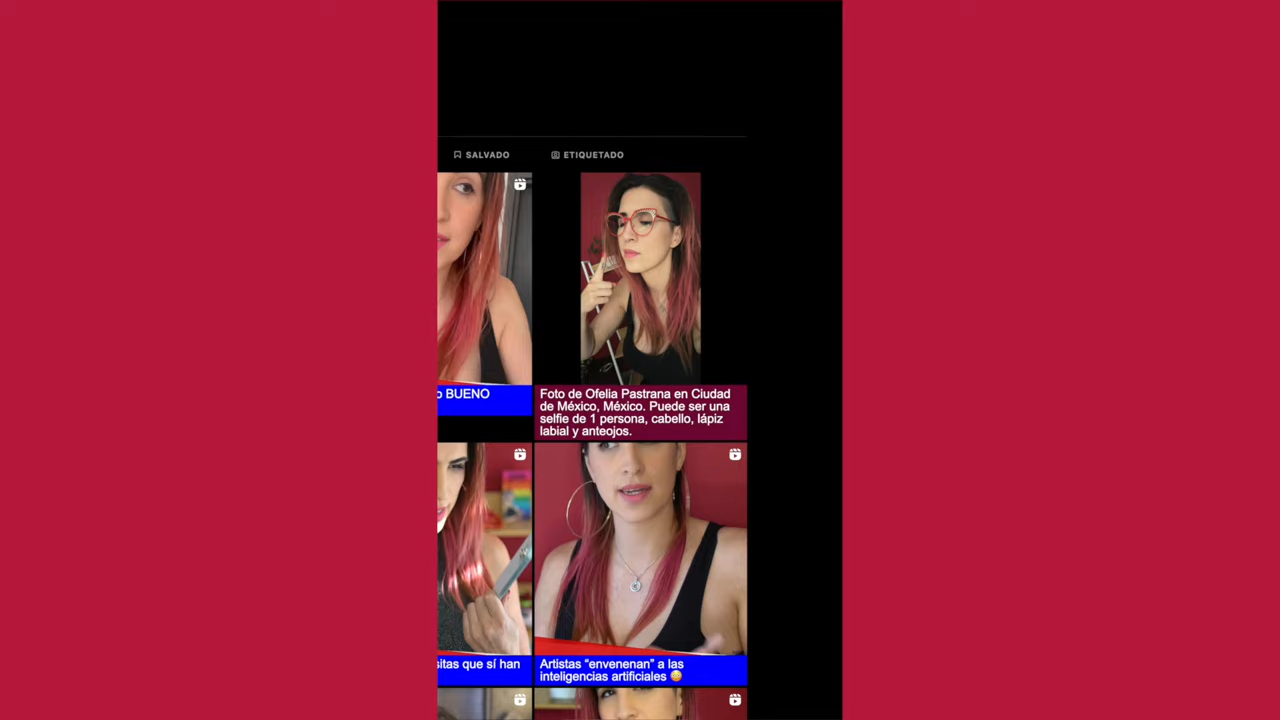 SALVADO
ETIQUETADO
BUENO
Foto de Ofelia Pastrana en Ciudad
de México, México. Puede ser una
selfie de 1 persona, cabello, lápiz
labial y anteojos.
sitas que sí han
Artistas "envenenan" a las
inteligencias artificiales 😳